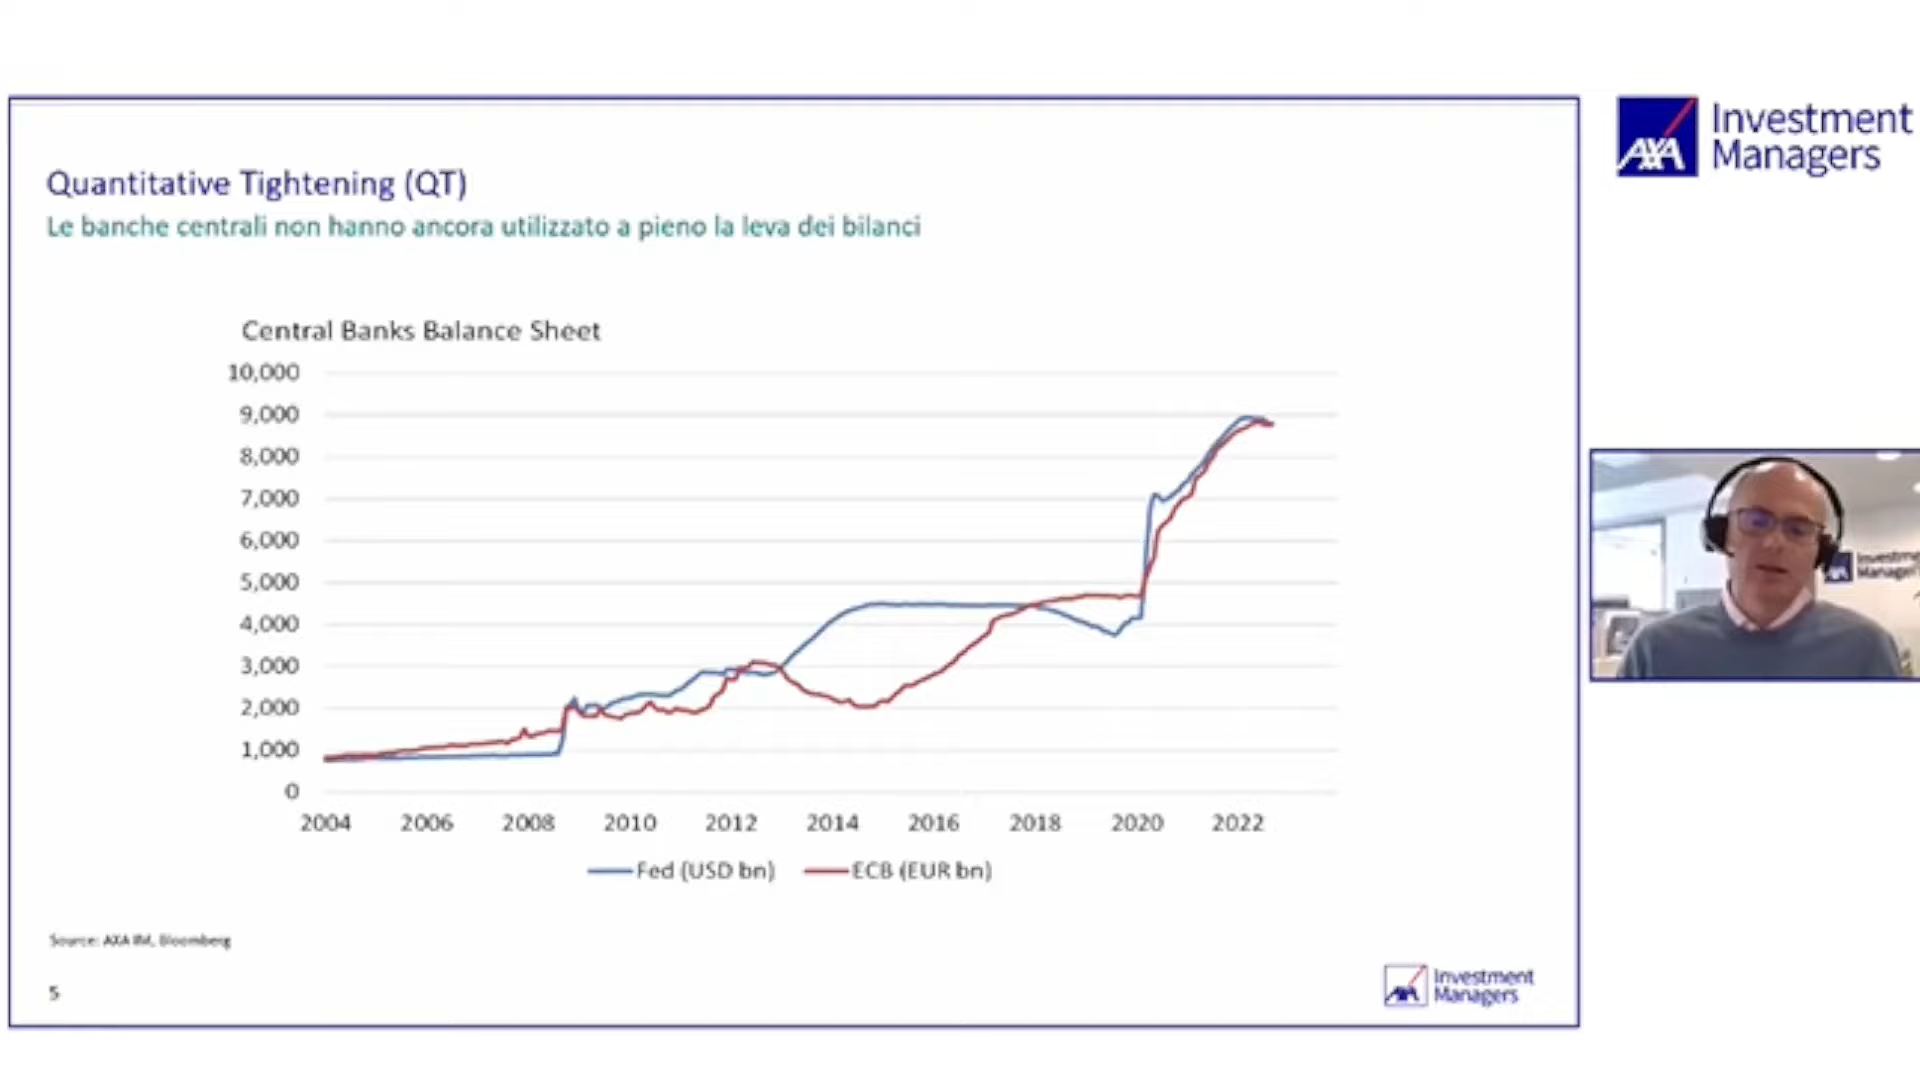 Quantitative Tightening (QT)
Le banche centrali non hanno ancora utilizzato a pieno la leva dei bilanci
Central Banks Balance Sheet
10,000
9,000
8,000
7,000
6,000
5,000
4,000
3,000
2,000
1,000
0
2004 2006 2008 2010 2012 2014 2016 2018 2020 2022
Fed (USD bn) ECB (EUR bn)
Source: AXA IM, Bloomberg
5
AXA
Investment
Managers
AXA
Investment
Managers
AXA